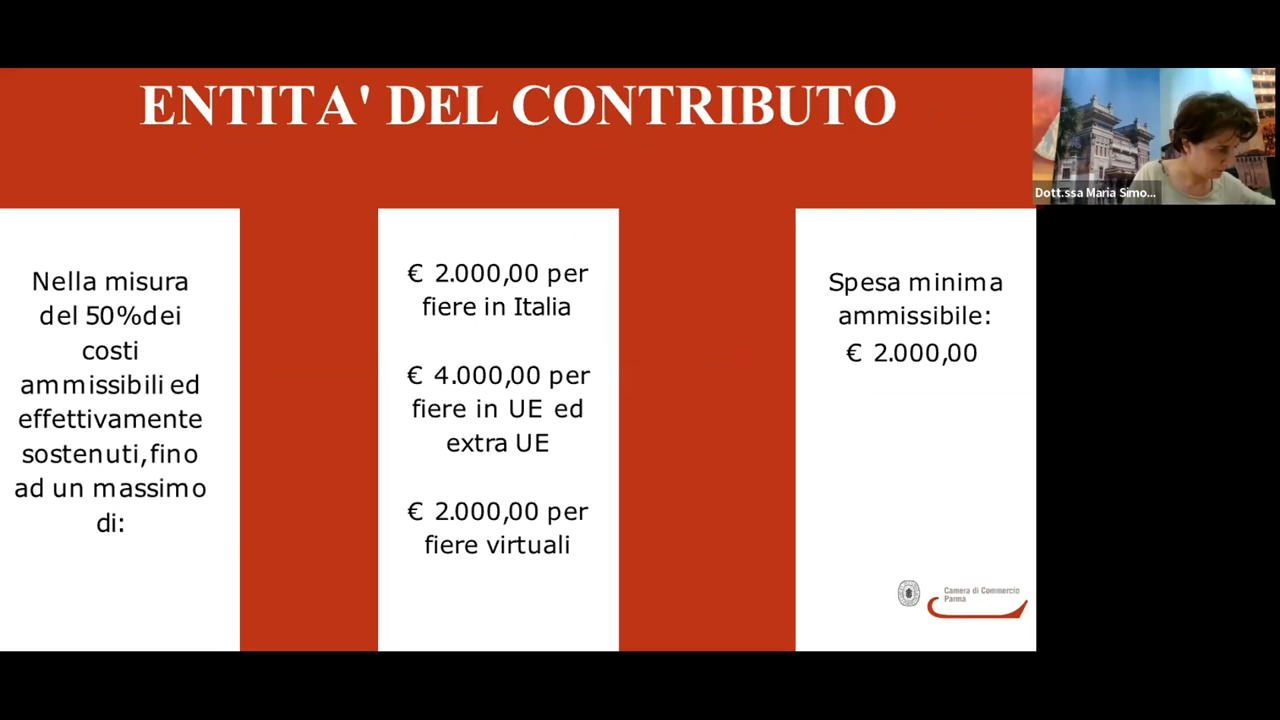 ENTITA' DEL CONTRIBUTO
Dott.ssa Maria Simo...
Nella misura
del 50%dei
costi
ammissibili ed
effettivamente
sostenuti,fino
ad un massimo
di:
€ 2.000,00 per
fiere in Italia
€ 4.000,00 per
fiere in UE ed
extra UE
€ 2.000,00 per
fiere virtuali
Spesa minima
ammissibile:
€ 2.000,00
Camera di Commercio
Parma